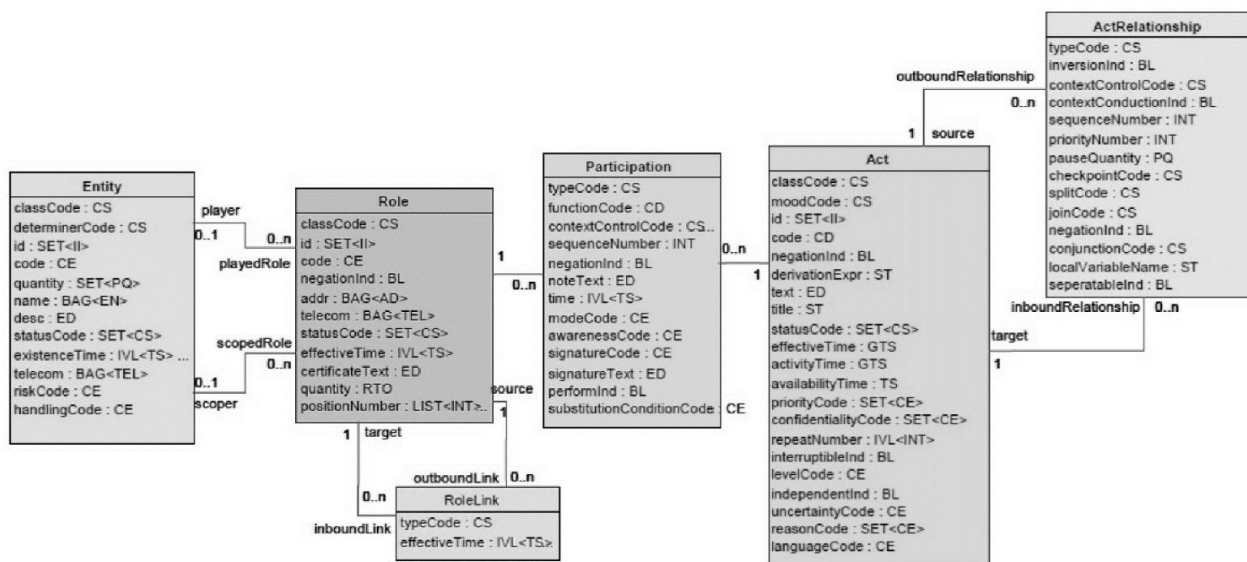 Entity
classCode : CS
determinerCode : CS
id : SET<II>
code : CE
quantity : SET<PQ>
name : BAG<EN>
desc : ED
statusCode : SET<CS>
existenceTime : IVL<TS> ...
telecom : BAG<TEL>
riskCode : CE
handlingCode : CE
player
0..1
0..n
playedRole
scopedRole
0..n
0..1
scoper
Role
classCode : CS
id : SET<II>
code : CE
negationInd : BL
addr : BAG<AD>
telecom : BAG<TEL>
statusCode : SET<CS>
effectiveTime : IVL<TS>
certificateText : ED
quantity : RTO
positionNumber : LIST<INT>..
source
1
1
target
outboundLink
0..n
0..n
inboundLink
RoleLink
typeCode : CS
effectiveTime : IVL<TS>.
1
0..n
Participation
typeCode : CS
functionCode : CD
contextControlCode : CS...
sequenceNumber : INT
negationInd : BL
noteText : ED
time : IVL<TS>
modeCode : CE
awarenessCode : CE
signatureCode : CE
signatureText : ED
performInd : BL
substitutionConditionCode : CE
0..n
1
Act
classCode : CS
moodCode : CS
id : SET<II>
code : CD
negationInd : BL
derivationExpr : ST
text : ED
title : ST
statusCode : SET<CS>
effectiveTime : GTS
activityTime : GTS
availabilityTime : TS
priorityCode : SET<CE>
confidentialityCode : SET<CE>
repeatNumber : IVL<INT>
interruptibleInd : BL
levelCode : CE
independentInd : BL
uncertaintyCode : CE
reasonCode : SET<CE>
languageCode : CE
outboundRelationship
0..n
1
source
ActRelationship
typeCode : CS
inversionInd : BL
contextControlCode : CS
contextConductionInd : BL
sequenceNumber : INT
priorityNumber : INT
pauseQuantity : PQ
checkpointCode : CS
splitCode : CS
joinCode : CS
negationInd : BL
conjunctionCode : CS
localVariableName : ST
seperatableInd : BL
inboundRelationship
0..n
target
1